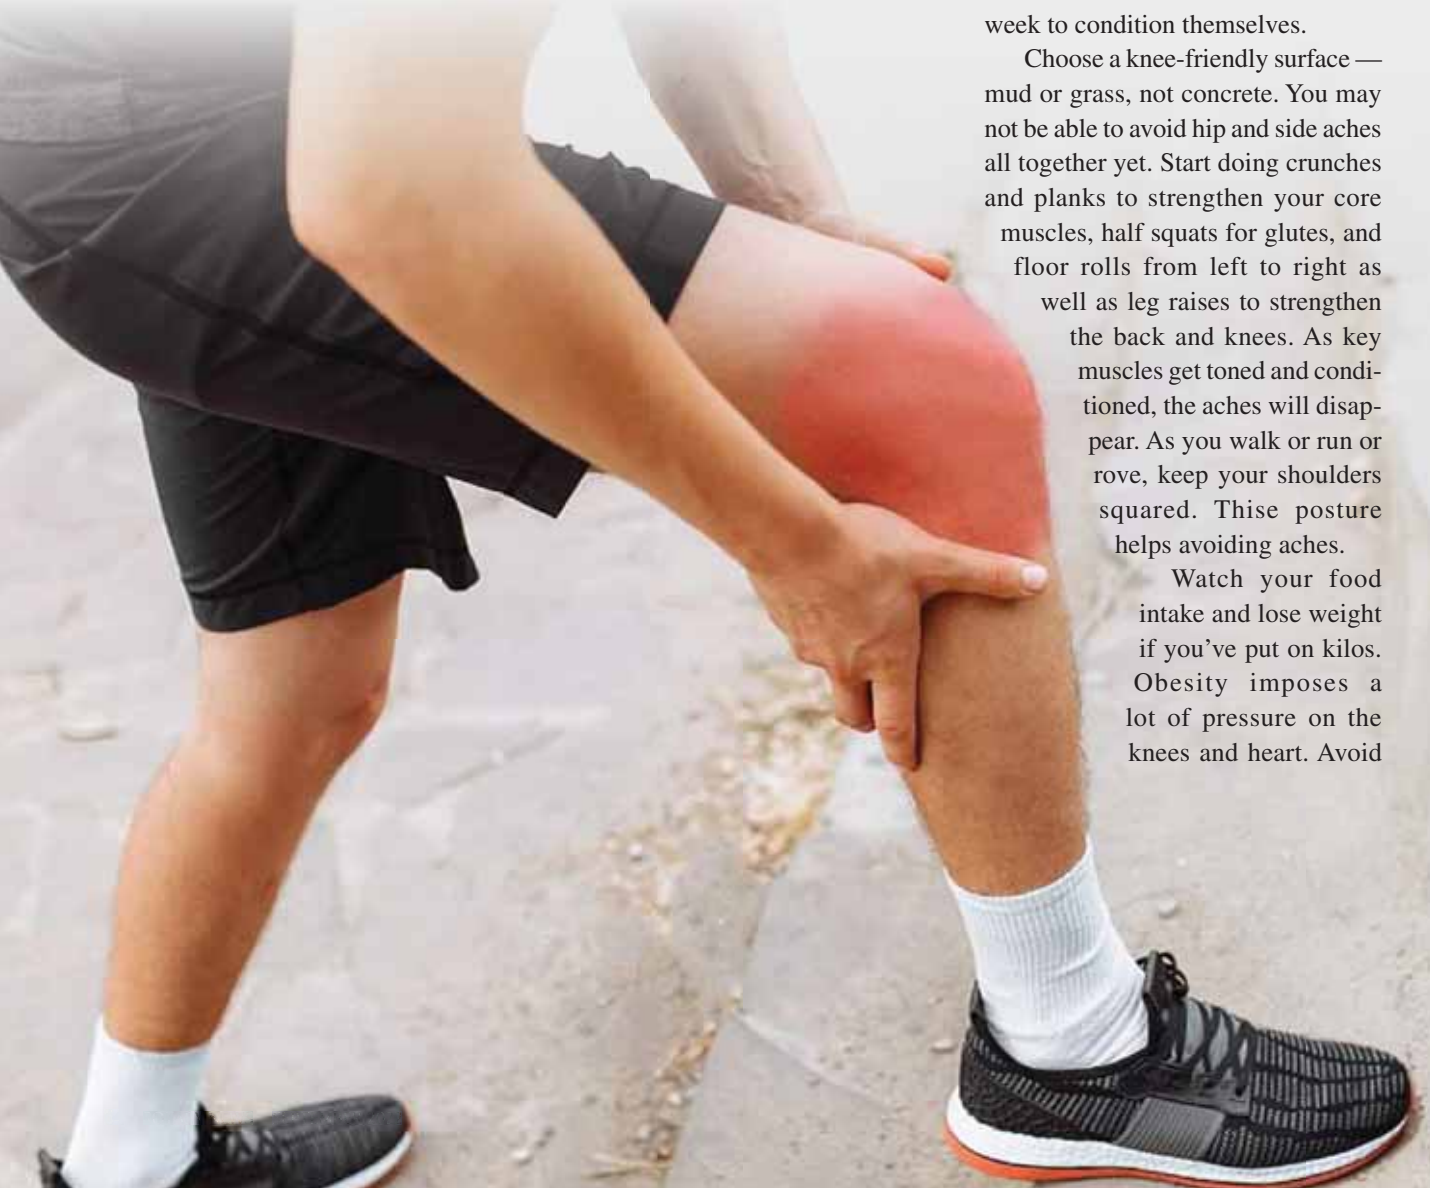 week to condition themselves.
Choose a knee-friendly surface —
mud or grass, not concrete. You may
not be able to avoid hip and side aches
all together yet. Start doing crunches
and planks to strengthen your core
muscles, half squats for glutes, and
floor rolls from left to right as
well as leg raises to strengthen
the back and knees. As key
muscles get toned and condi-
tioned, the aches will disap-
pear. As you walk or run or
rove, keep your shoulders
squared. Thise posture
helps avoiding aches.
Watch your food
intake and lose weight
if you’ve put on kilos.
Obesity imposes a
lot of pressure on the
knees and heart. Avoid